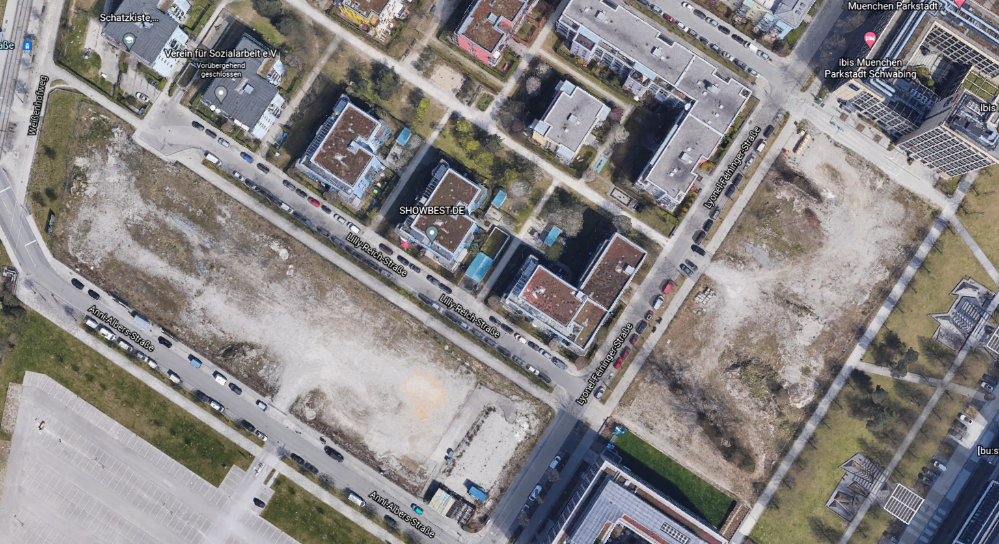 Schatzkiste,...
Muenchen Parkstadt...
aße
Verein für Sozialarbeit e.V
Vorübergehend
geschlossen
ibis Muenchen
Parkstadt Schwabing
Weißenhofweg
Ibis
Lyonel-Feininger-Straße
SHOWBEST.DE
Lilly-Reich-Straße
Lilly-Reich-Straße
Anni-Albers-Straße
Lyonel-Feininger-Straße
[bu:s
Anni-Albers-Straße